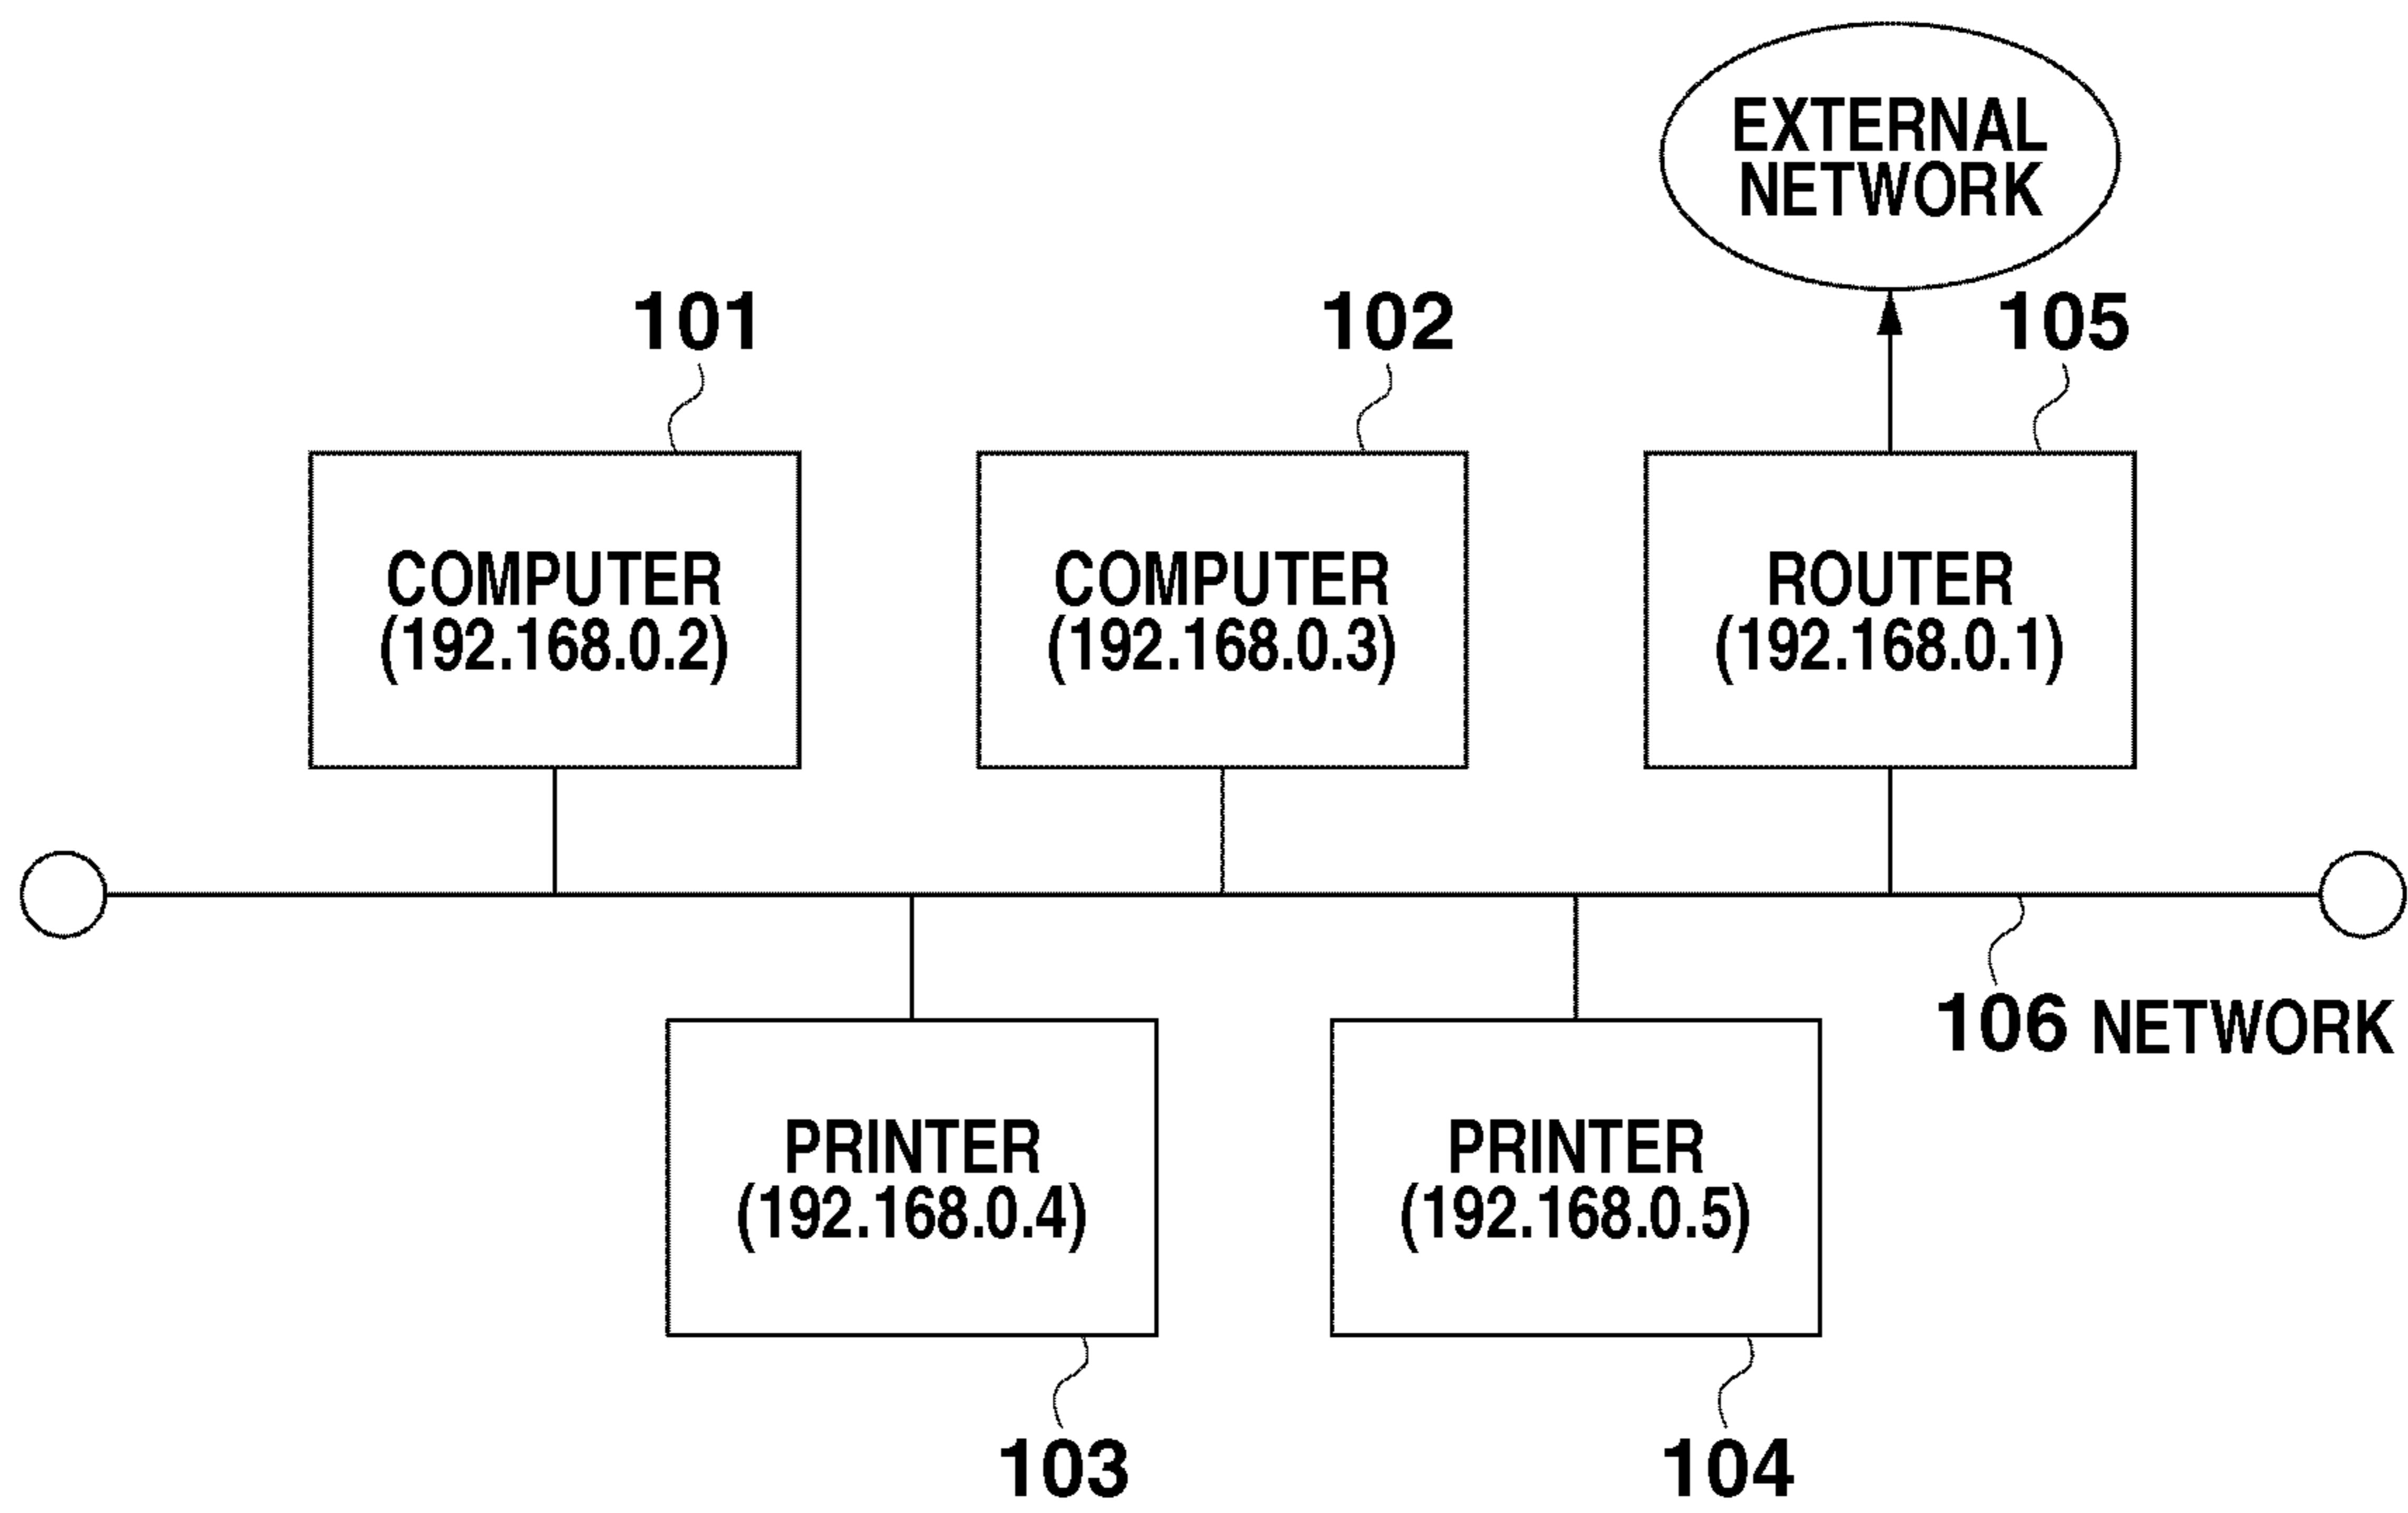 EXTERNAL
NETWORK
101
102
105
COMPUTER
(192.168.0.2)
COMPUTER
(192.168.0.3)
ROUTER
(192.168.0.1)
106 NETWORK
PRINTER
(192.168.0.4)
PRINTER
(192.168.0.5)
103
104